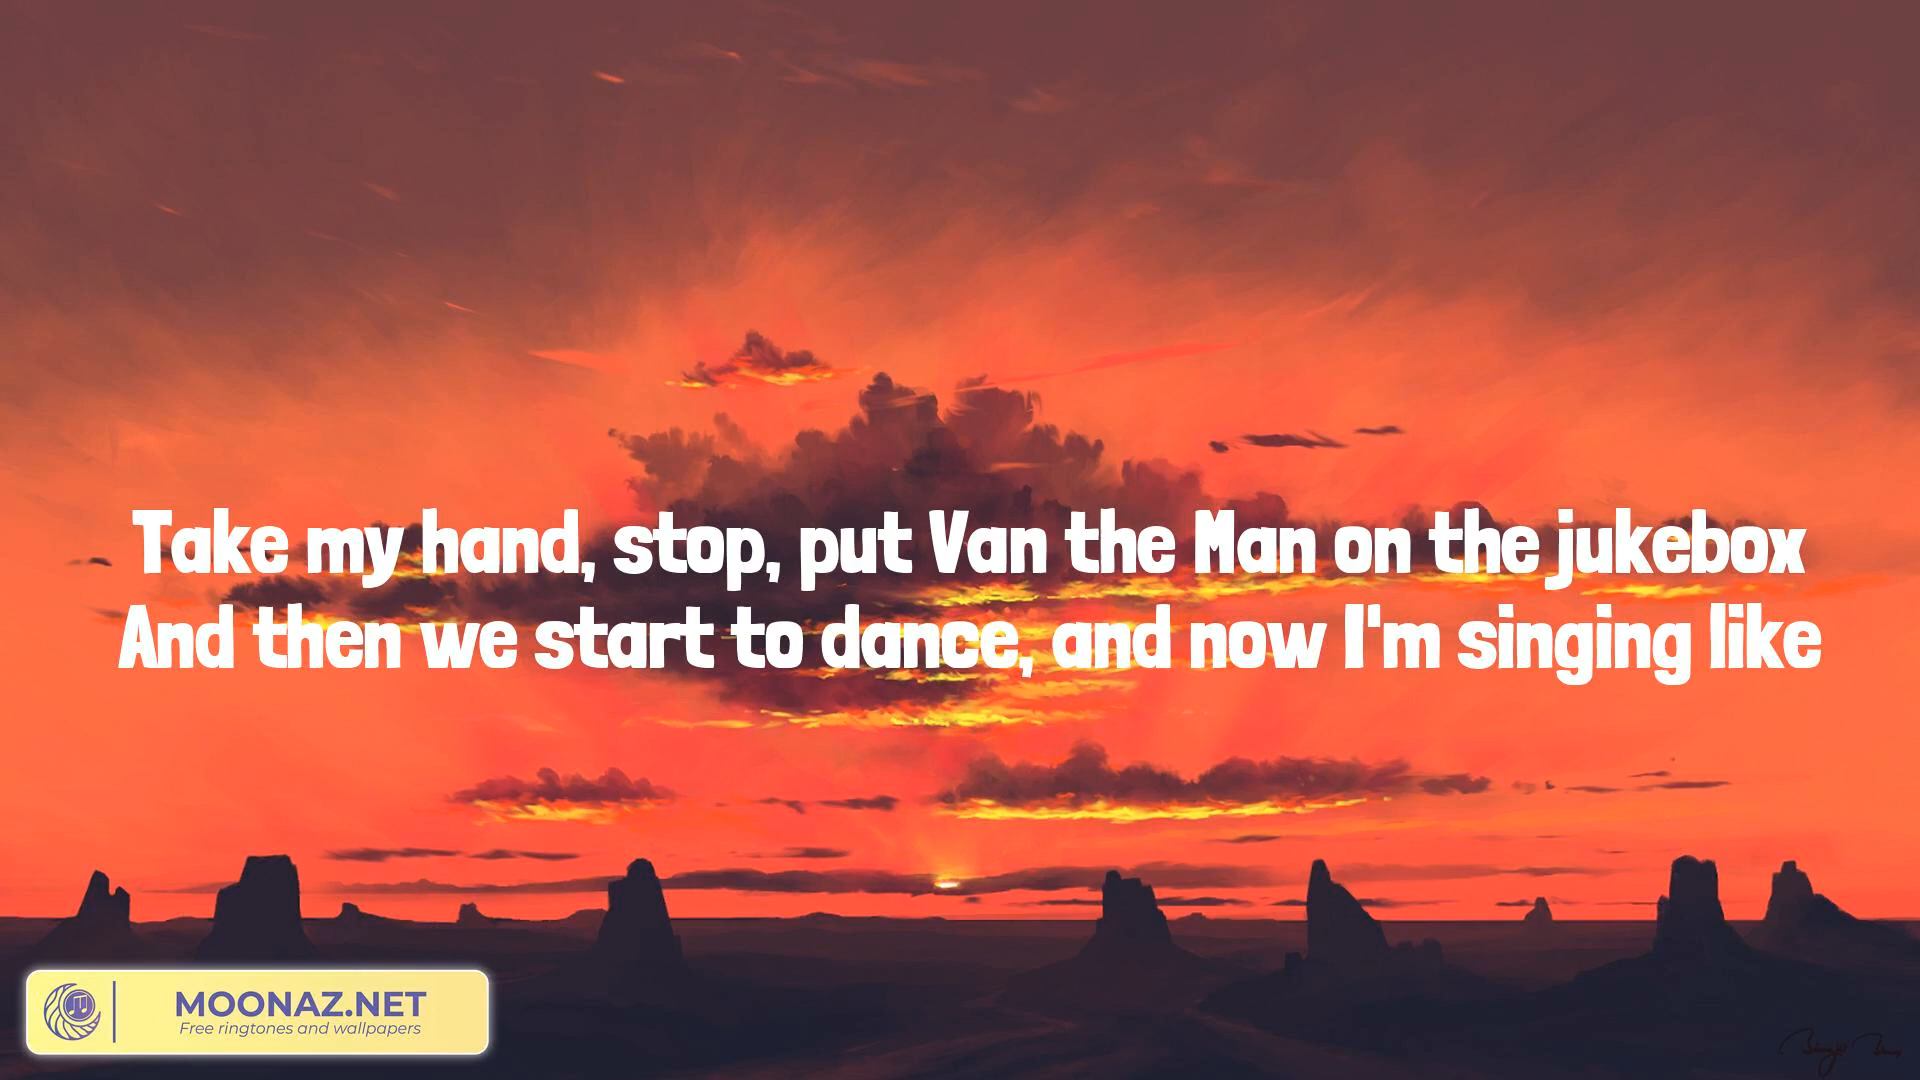 Take my hand, stop, put Van the Man on the jukebox
And then we start to dance, and now I'm singing like
MOONAZ.NET
Free ringtones and wallpapers